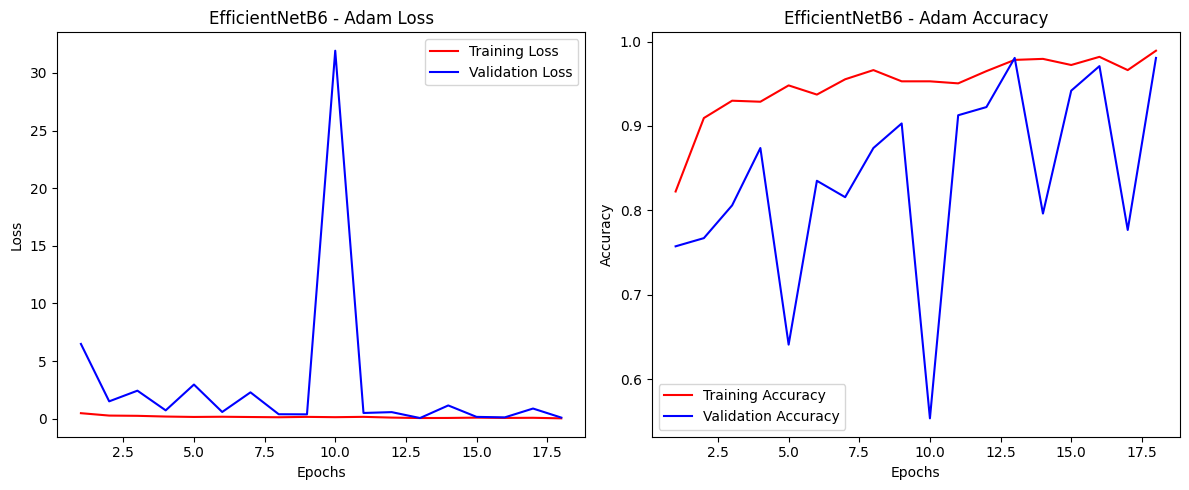 EfficientNetB6 - Adam Loss
Training Loss
Validation Loss
30
25
20
15
10
5
0
Loss
2.5 5.0 7.5 10.0 12.5 15.0 17.5
Epochs
EfficientNetB6 - Adam Accuracy
1.0
0.9
0.8
0.7
0.6
Accuracy
Training Accuracy
Validation Accuracy
2.5 5.0 7.5 10.0 12.5 15.0 17.5
Epochs